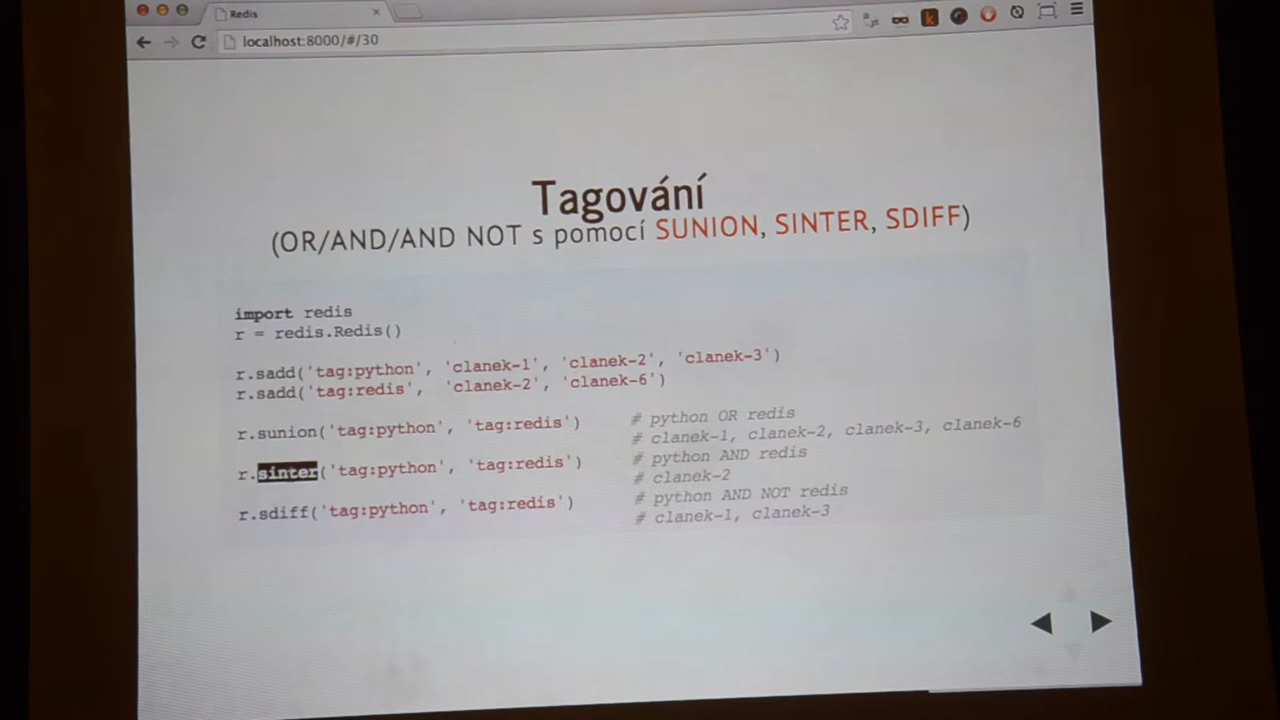 Redis
localhost:8000/#/30
Tagování
(OR/AND/AND NOT s pomocí SUNION, SINTER, SDIFF)
import redis
r = redis.Redis()
r.sadd('tag:python', 'clanek-1', 'clanek-2', 'clanek-3')
r.sadd('tag:redis', 'clanek-2', 'clanek-6')
r.sunion('tag:python', 'tag:redis') # python OR redis
# clanek-1, clanek-2, clanek-3, clanek-6
r.sinter('tag:python', 'tag:redis') # python AND redis
# clanek-2
r.sdiff('tag:python', 'tag:redis') # python AND NOT redis
# clanek-1, clanek-3